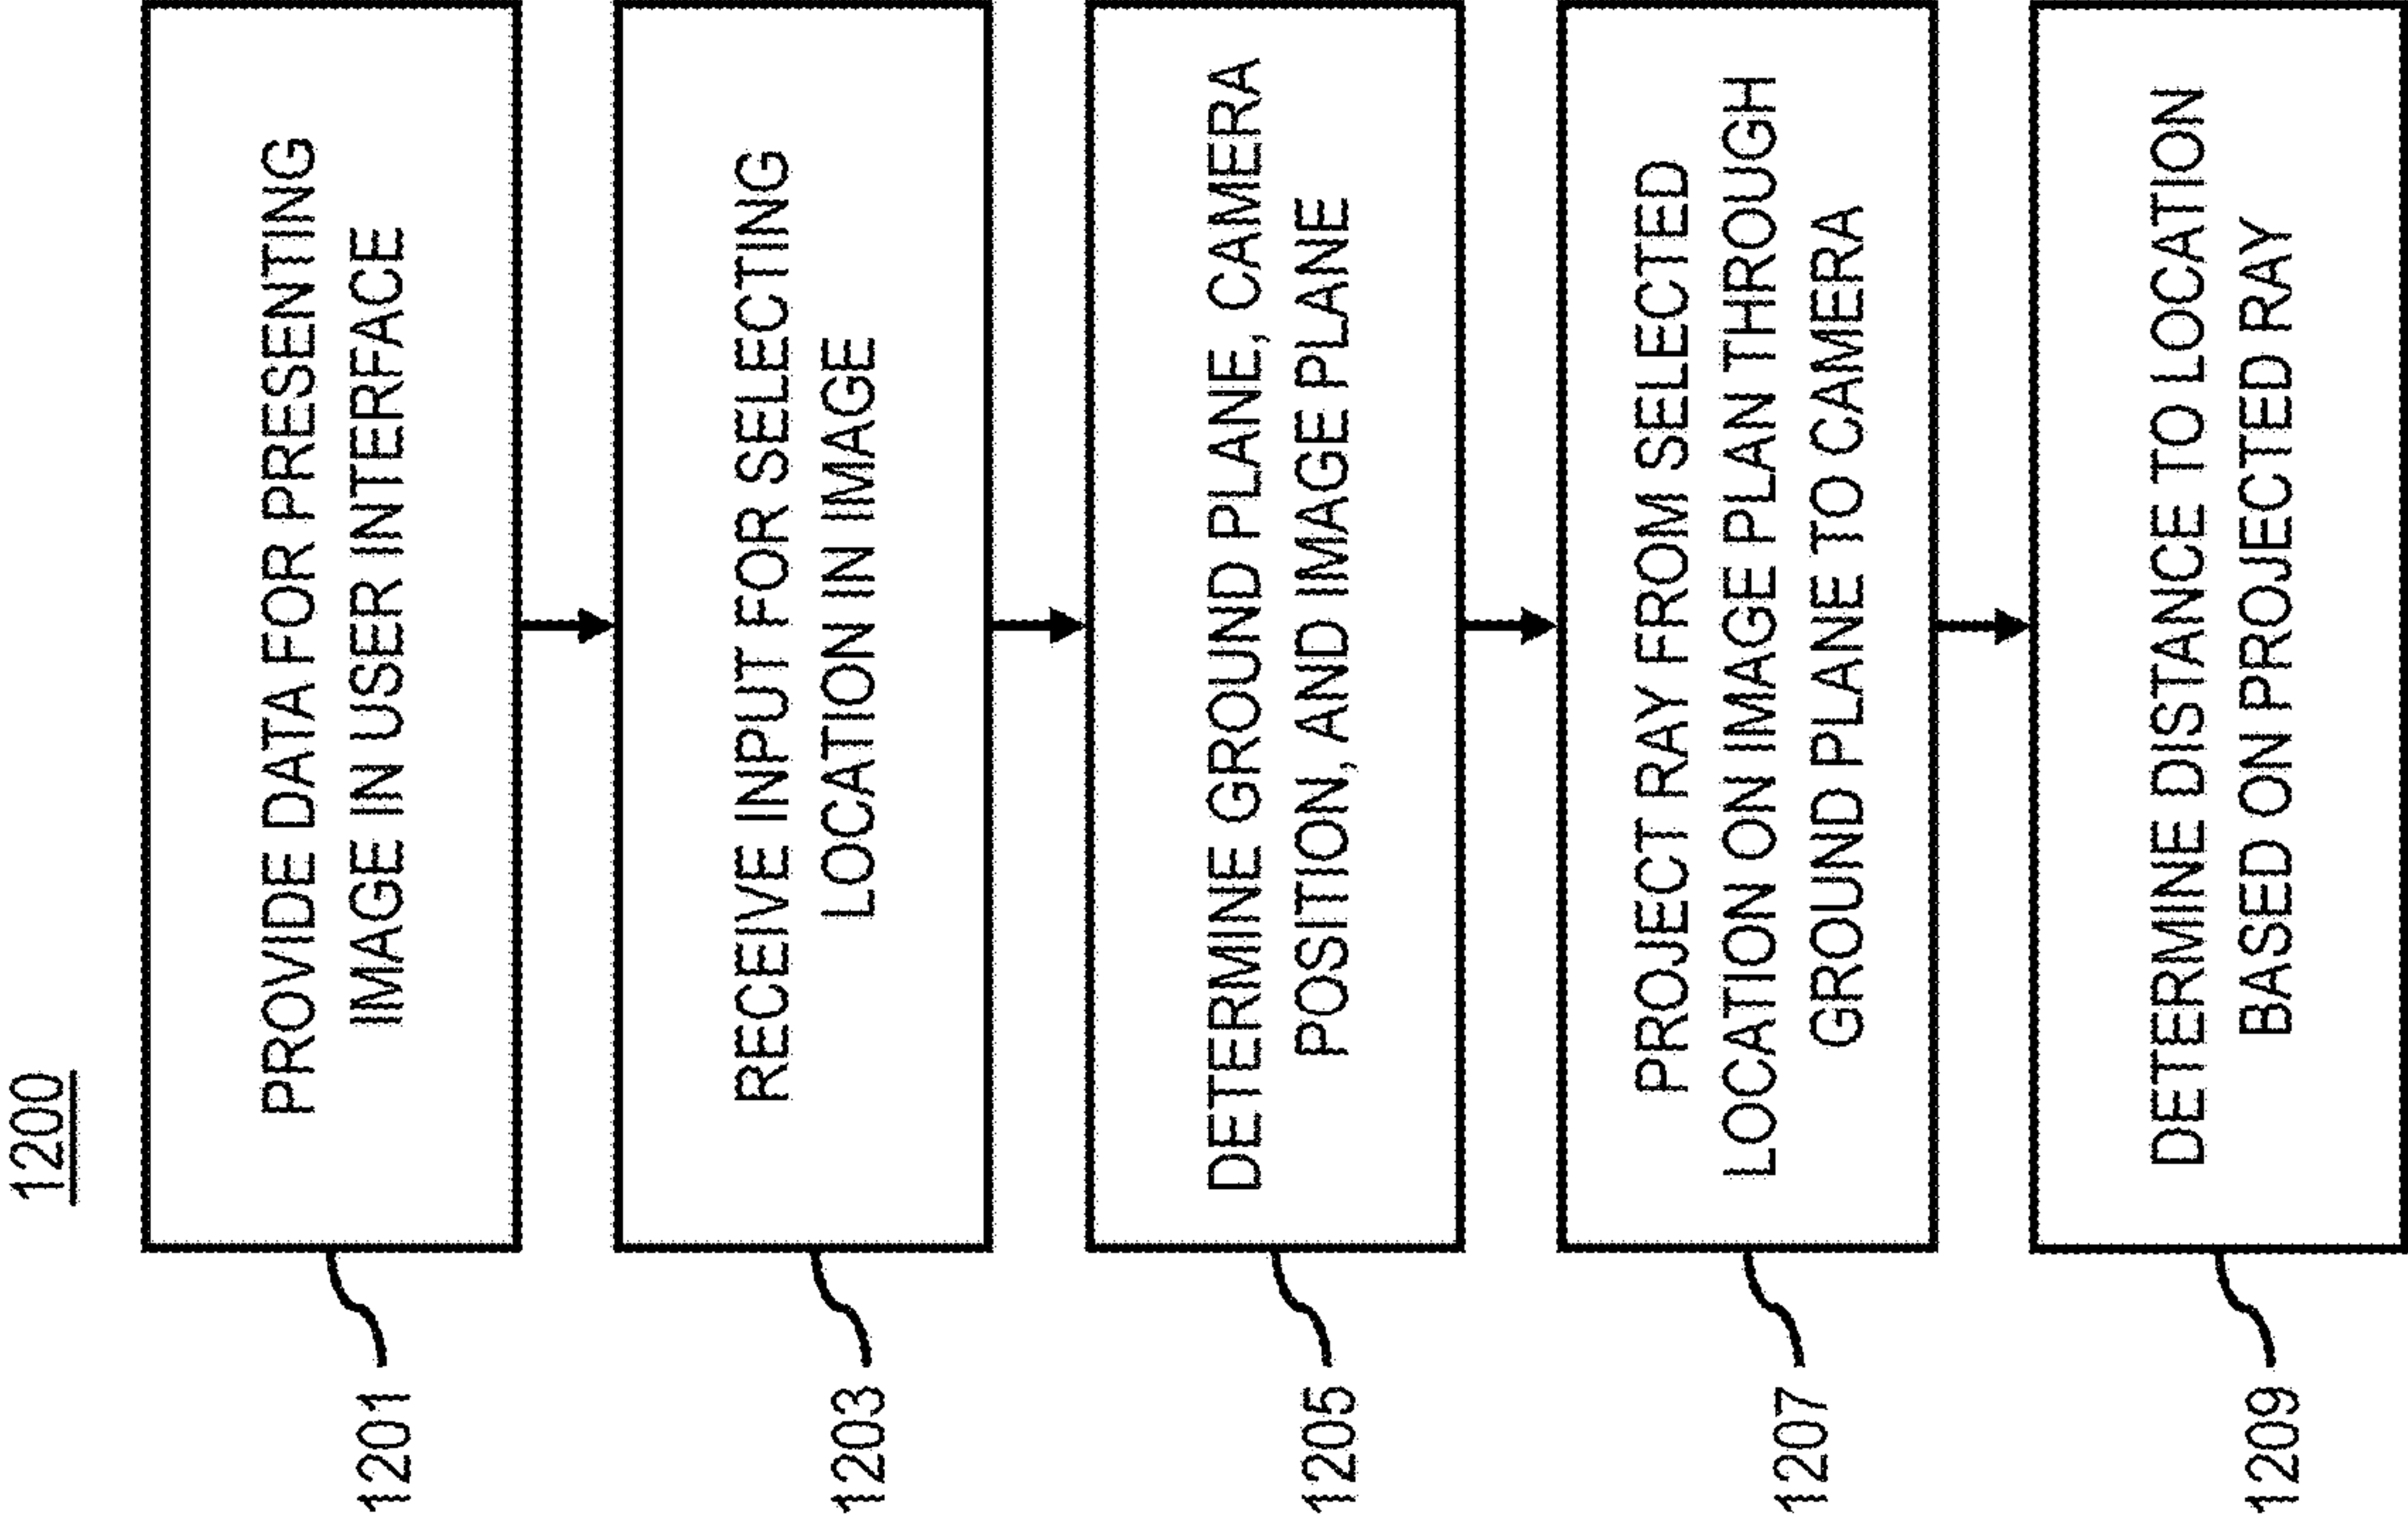 1200
PROVIDE DATA FOR PRESENTING
IMAGE IN USER INTERFACE
1201
RECEIVE INPUT FOR SELECTING
LOCATION IN IMAGE
1203
DETERMINE GROUND PLANE, CAMERA
POSITION, AND IMAGE PLANE
1205
PROJECT RAY FROM SELECTED
LOCATION ON IMAGE PLAN THROUGH
GROUND PLANE TO CAMERA
1207
DETERMINE DISTANCE TO LOCATION
BASED ON PROJECTED RAY
1209